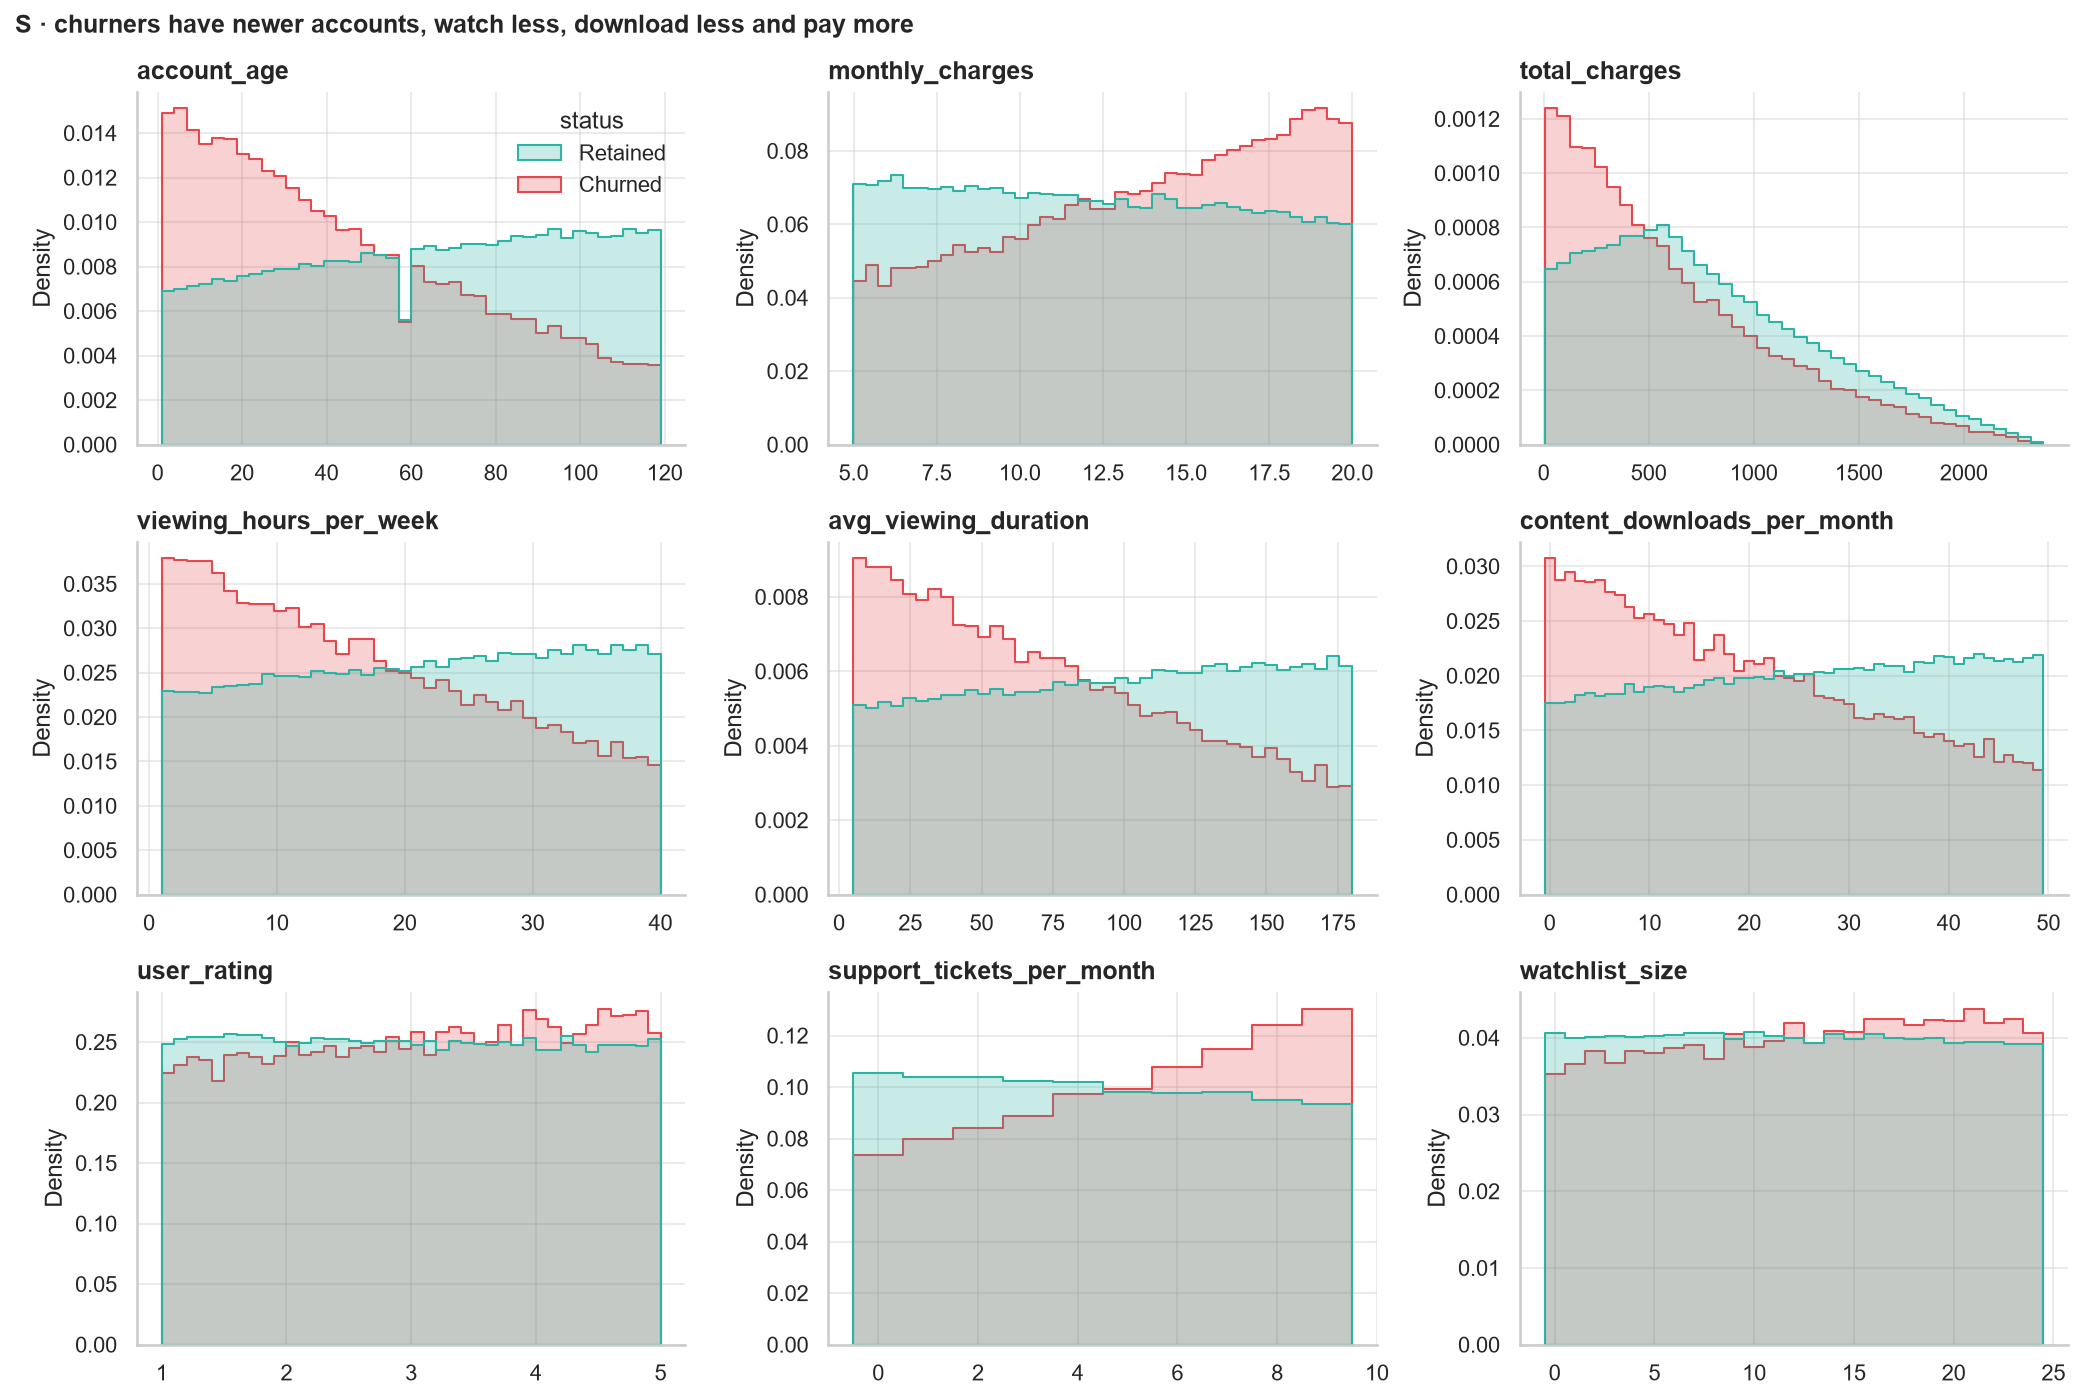 S · churners have newer accounts, watch less, download less and pay more
account_age
Density
0.014
0.012
0.010
0.008
0.006
0.004
0.002
0.000
0 20 40 60 80 100 120
status
Retained
Churned
monthly_charges
Density
0.08
0.06
0.04
0.02
0.00
5.0 7.5 10.0 12.5 15.0 17.5 20.0
total_charges
Density
0.0012
0.0010
0.0008
0.0006
0.0004
0.0002
0.0000
0 500 1000 1500 2000
viewing_hours_per_week
Density
0.035
0.030
0.025
0.020
0.015
0.010
0.005
0.000
0 10 20 30 40
avg_viewing_duration
Density
0.008
0.006
0.004
0.002
0.000
0 25 50 75 100 125 150 175
content_downloads_per_month
Density
0.030
0.025
0.020
0.015
0.010
0.005
0.000
0 10 20 30 40 50
user_rating
Density
0.25
0.20
0.15
0.10
0.05
0.00
1 2 3 4 5
support_tickets_per_month
Density
0.12
0.10
0.08
0.06
0.04
0.02
0.00
0 2 4 6 8 10
watchlist_size
Density
0.04
0.03
0.02
0.01
0.00
0 5 10 15 20 25